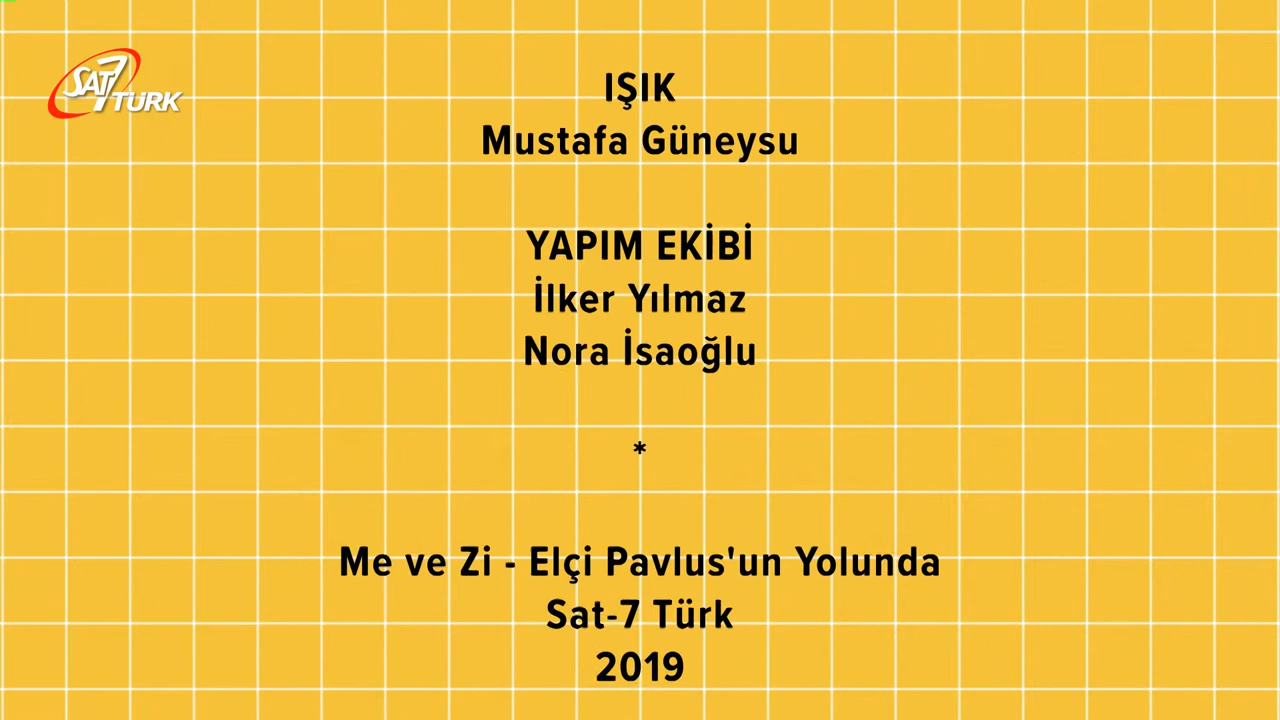 SAT7
TÜRK
IŞIK
Mustafa Güneysu
YAPIM EKİBİ
İlker Yılmaz
Nora İsaoğlu
*
Me ve Zi - Elçi Pavlus'un Yolunda
Sat-7 Türk
2019